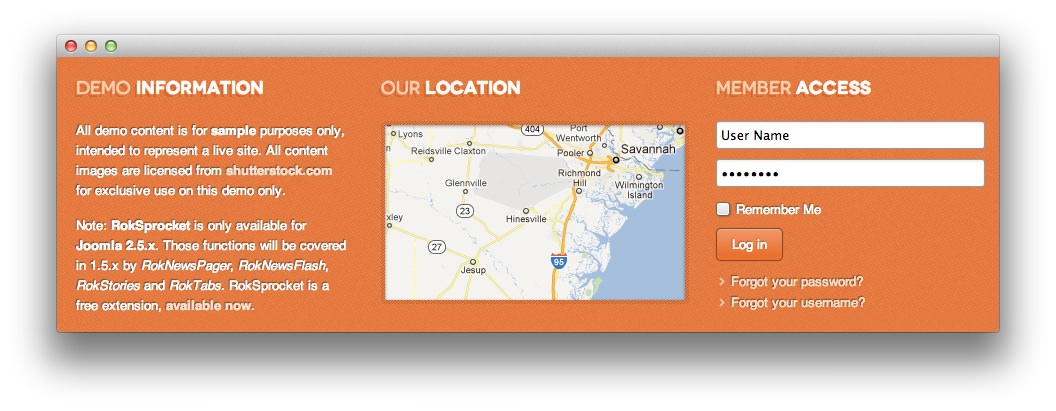 DEMO INFORMATION
All demo content is for sample purposes only,
intended to represent a live site. All content
images are licensed from shutterstock.com
for exclusive use on this demo only.
Note: RokSprocket is only available for
Joomla 2.5.x. Those functions will be covered
in 1.5.x by RokNewsPager, RokNewsFlash,
RokStories and RokTabs. RokSprocket is a
free extension, available now.
OUR LOCATION
404
Port
Wentworth
Lyons
Reidsville Claxton
Pooler
Savannah
Richmond
Hill
Wilmington
Island
Glennville
23
xley
Hinesville
27
95
Jesup
MEMBER ACCESS
User Name
••••••••
Remember Me
Log in
Forgot your password?
Forgot your username?